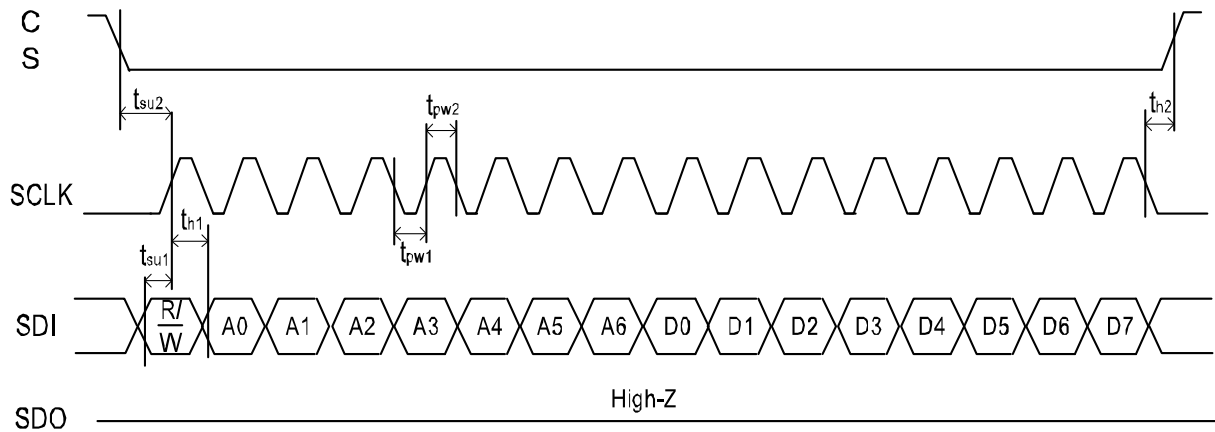 C
S
tsu2
tpw2
th2
SCLK
th1
tpw1
tsu1
SDI
R/
W
A0 A1 A2 A3 A4 A5 A6 D0 D1 D2 D3 D4 D5 D6 D7
High-Z
SDO